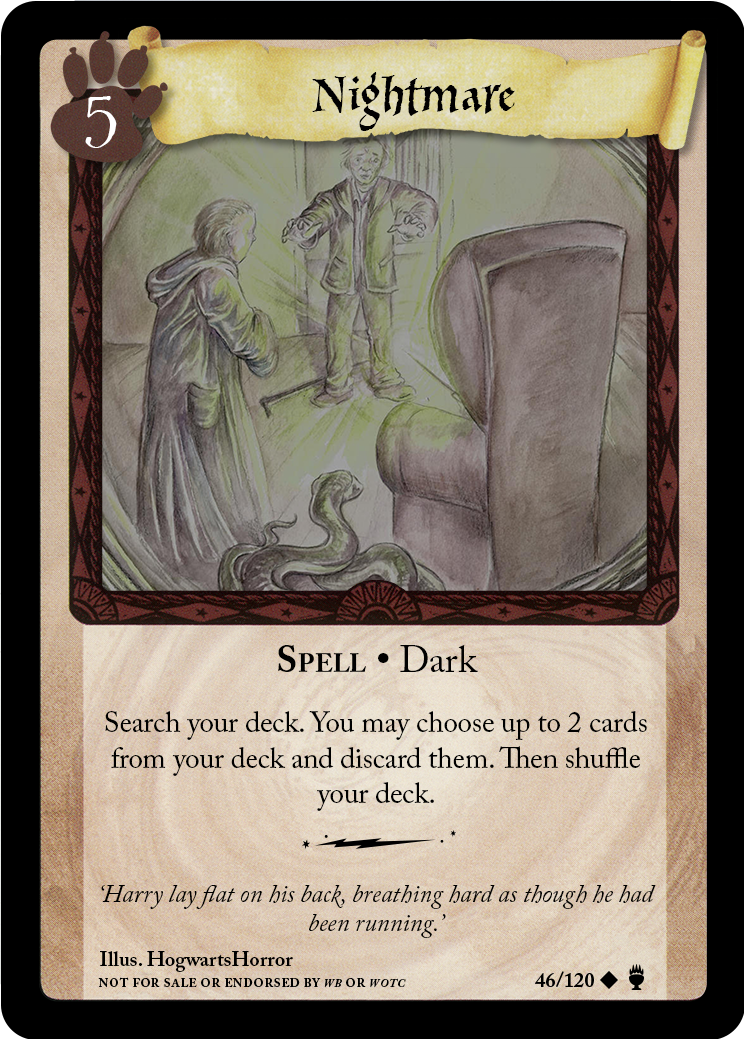 5
Nightmare
SPELL • Dark
Search your deck. You may choose up to 2 cards
from your deck and discard them. Then shuffle
your deck.
‘Harry lay flat on his back, breathing hard as though he had
been running.’
Illus. HogwartsHorror
NOT FOR SALE OR ENDORSED BY WB OR WOTC
46/120